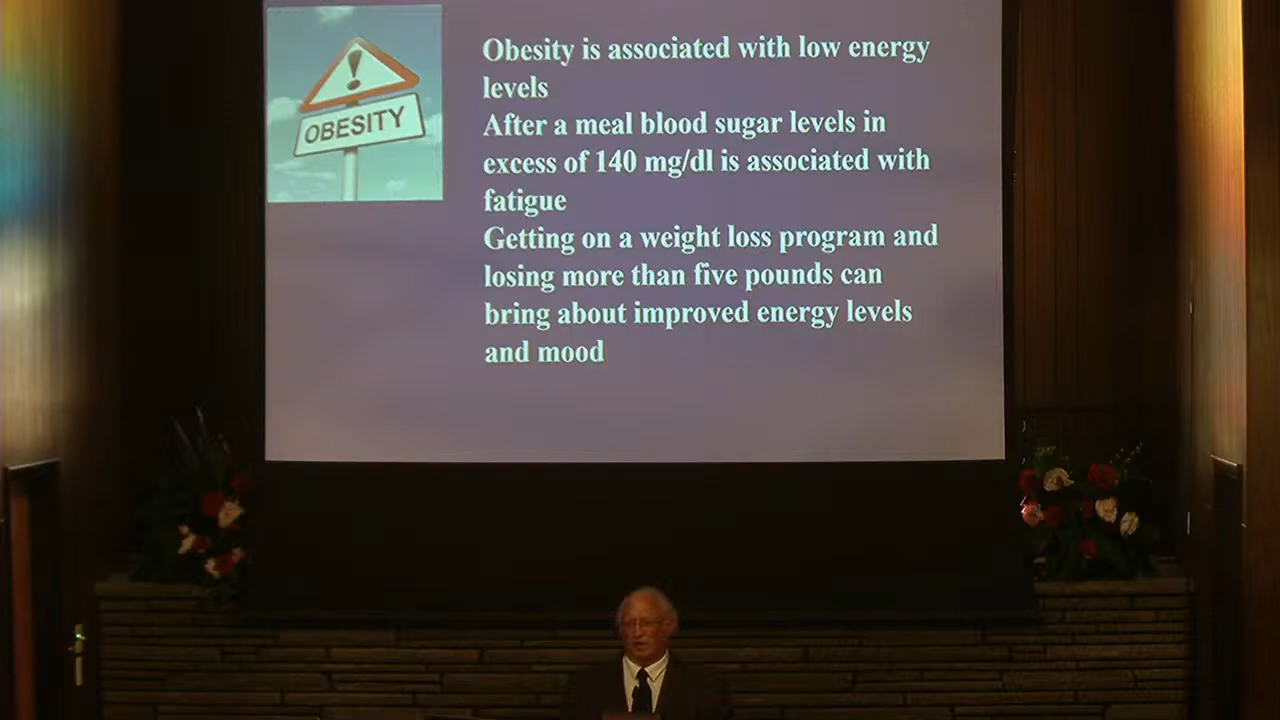 OBESITY
Obesity is associated with low energy
levels
After a meal blood sugar levels in
excess of 140 mg/dl is associated with
fatigue
Getting on a weight loss program and
losing more than five pounds can
bring about improved energy levels
and mood